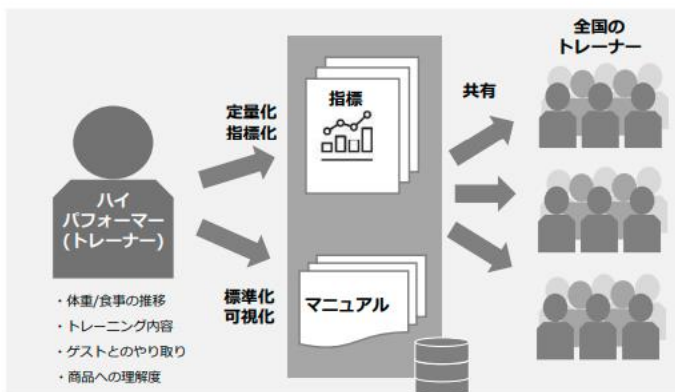 全国の
トレーナー
指標
共有
定量化
指標化
ハイ
パフォーマー
(トレーナー)
標準化
可視化
マニュアル
・体重/食事の推移
・トレーニング内容
・ゲストとのやり取り
・商品への理解度